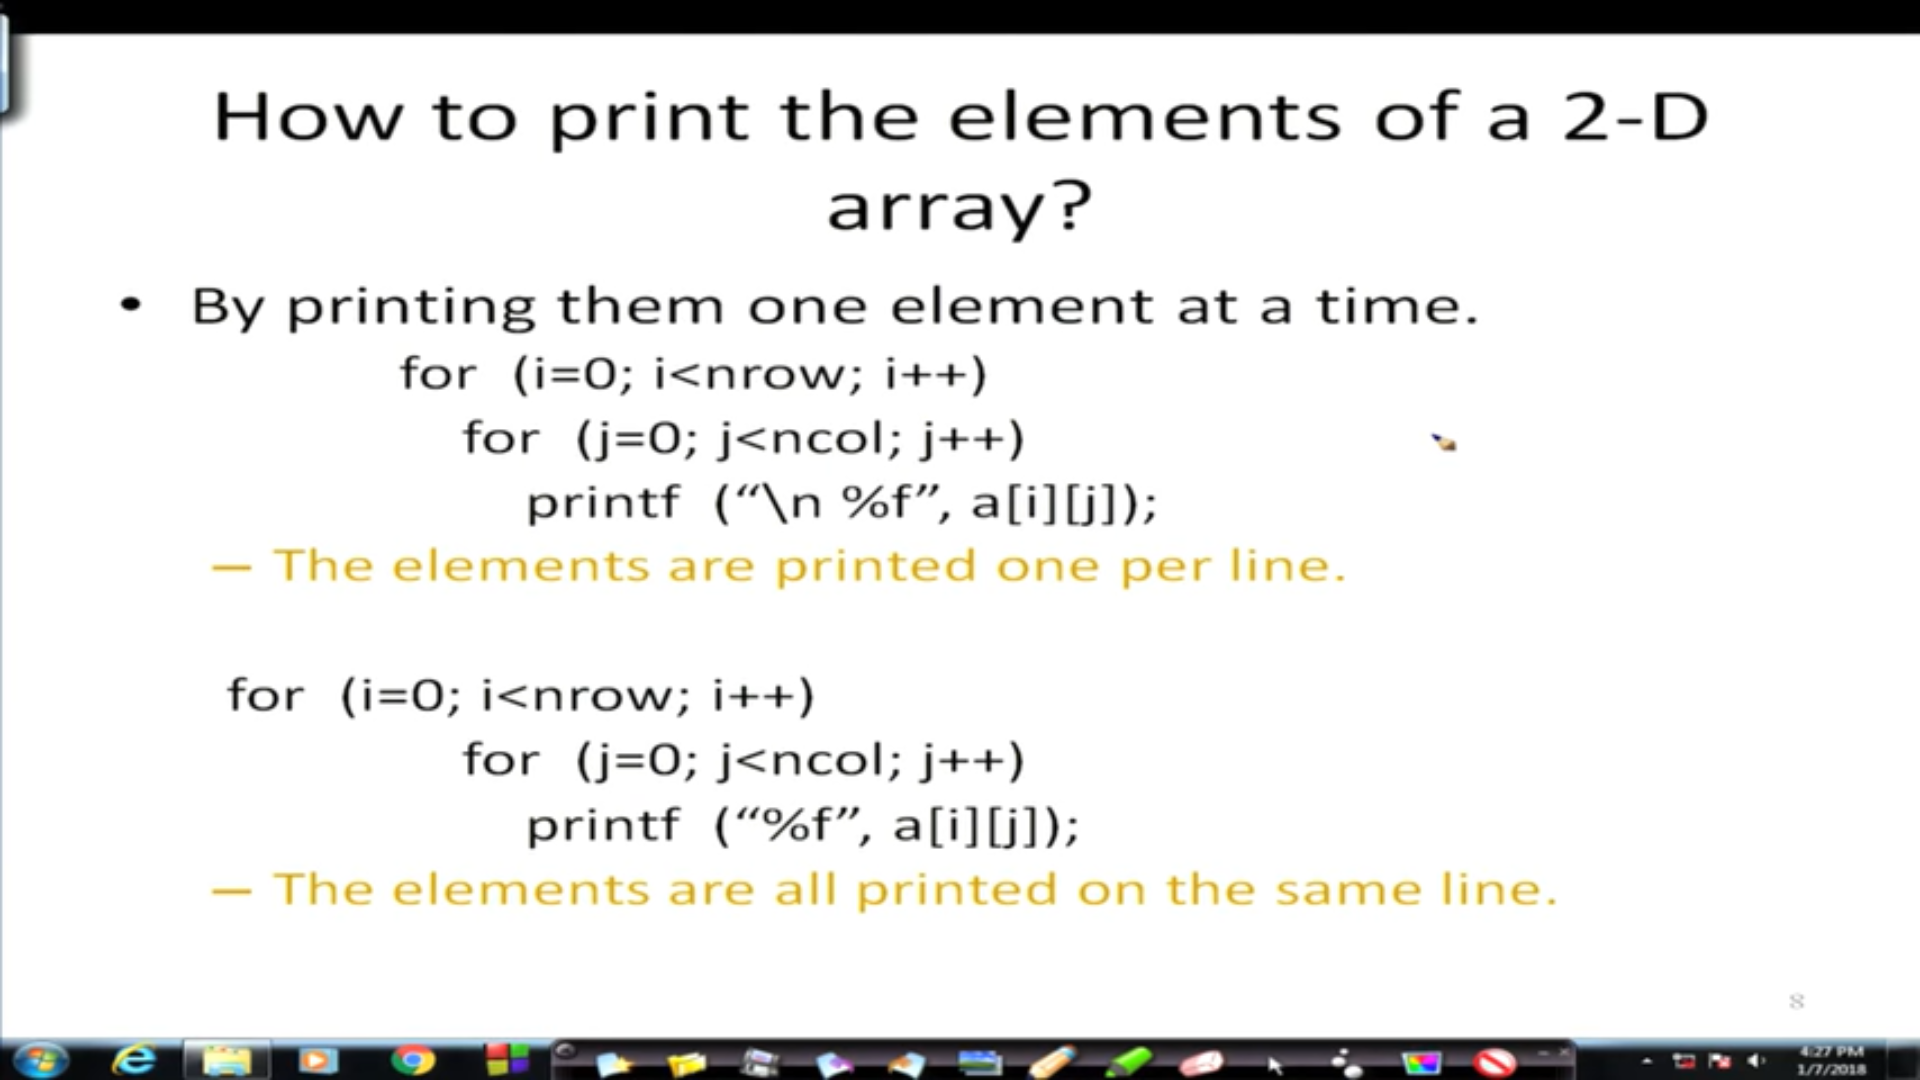 How to print the elements of a 2-D
array?
• By printing them one element at a time.
for (i=0; i<nrow; i++)
for (j=0; j<ncol; j++)
printf (“\n %f”, a[i][j]);
– The elements are printed one per line.
for (i=0; i<nrow; i++)
for (j=0; j<ncol; j++)
printf (“%f”, a[i][j]);
– The elements are all printed on the same line.
8
4:27 PM
1/7/2018